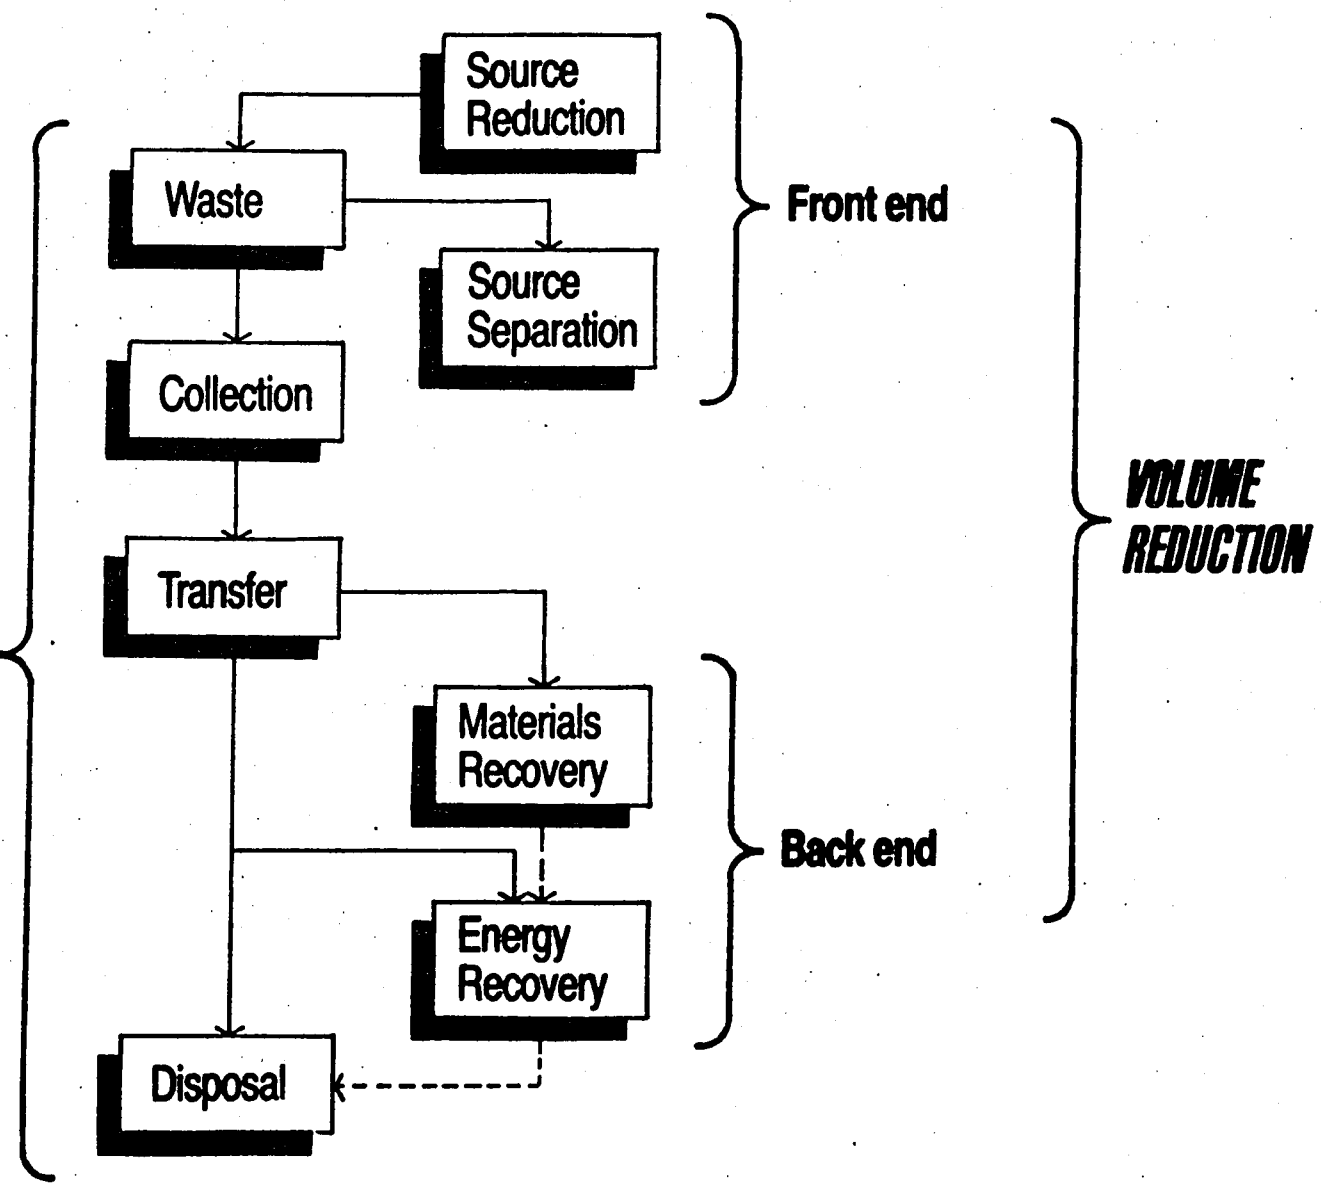 Source
Reduction
Front end
Waste
Source
Separation
Collection
VOLUME
REDUCTION
Transfer
Materials
Recovery
Back end
Energy
Recovery
Disposal